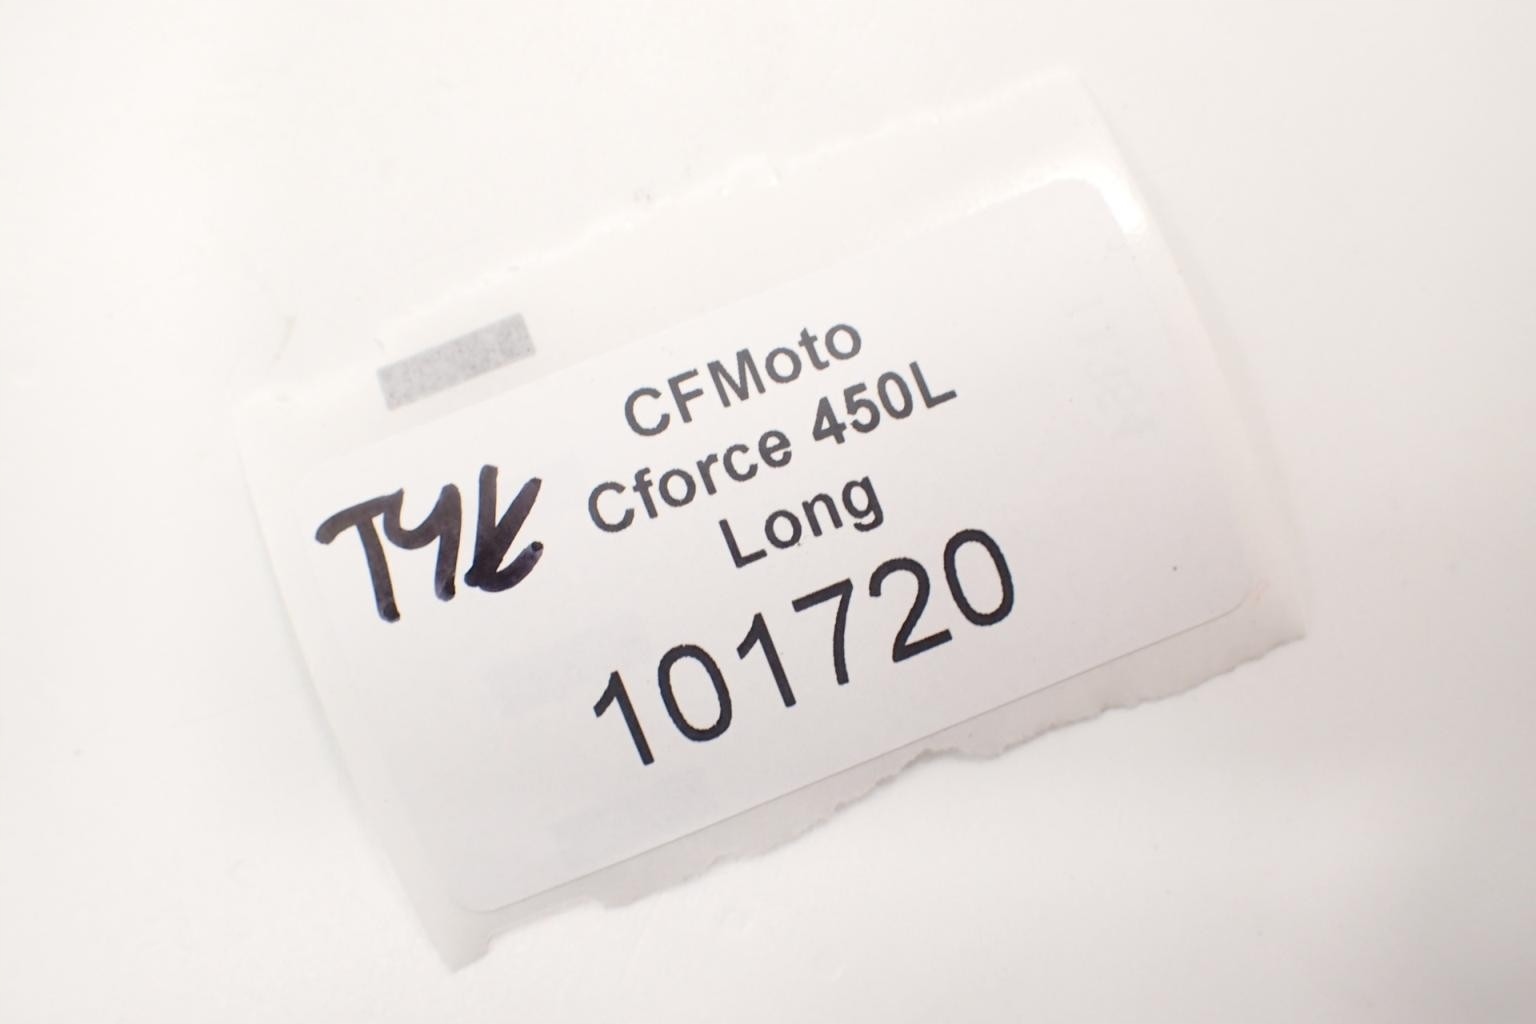 CFMoto
Cforce 450L
Long
TYŁ
101720